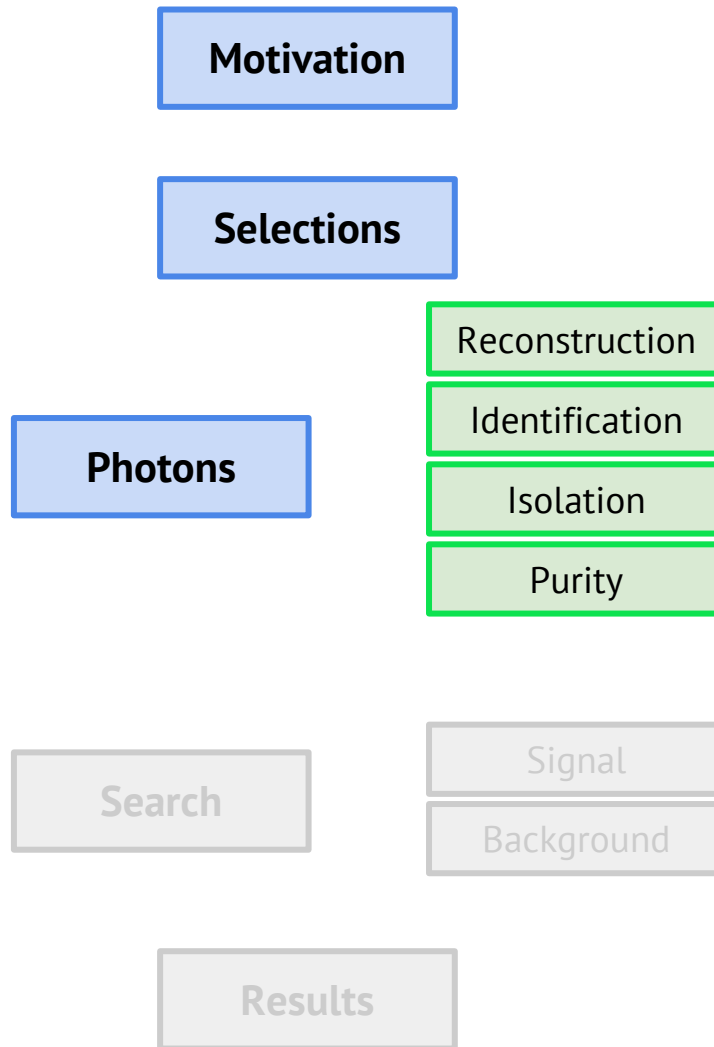 Motivation
Selections
Photons
Reconstruction
Identification
Isolation
Purity
Search
Signal
Background
Results